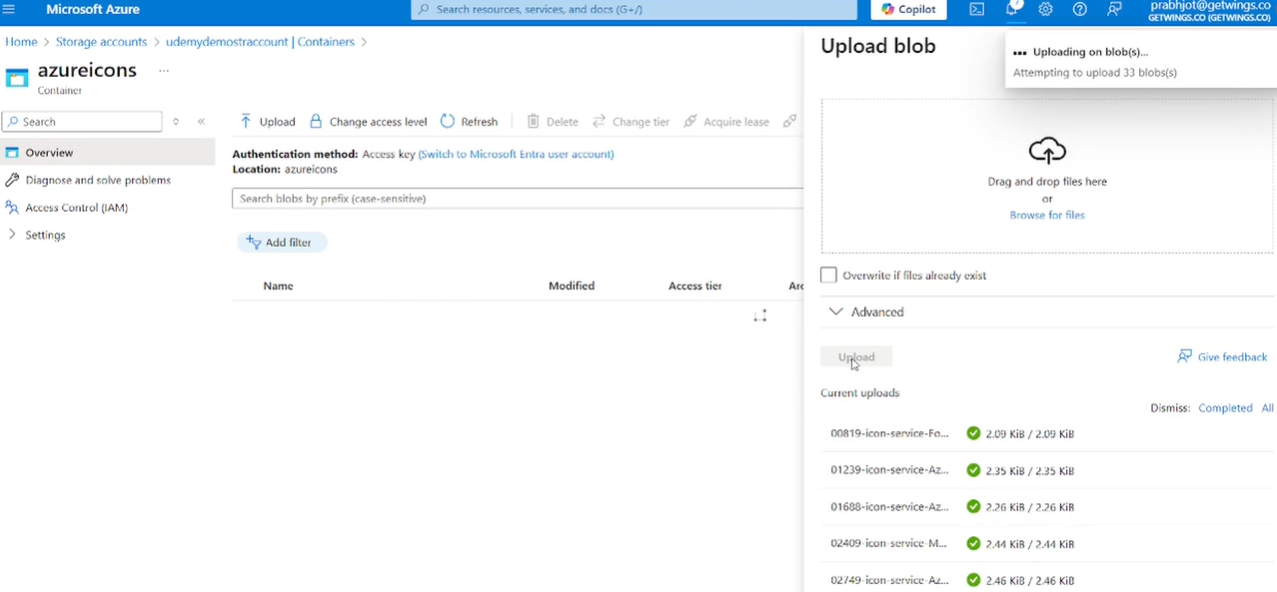 Microsoft Azure
Search resources, services, and docs (G+/)
Copilot
prabhjot@getwings.co
GETWINGS.CO (GETWINGS.CO)
Home > Storage accounts > udemydemostraccount | Containers >
azureicons ...
Container
Search
Overview
Diagnose and solve problems
Access Control (IAM)
Settings
Upload Change access level Refresh Delete Change tier Acquire lease
Authentication method: Access key (Switch to Microsoft Entra user account)
Location: azureicons
Search blobs by prefix (case-sensitive)
Add filter
Name Modified Access tier Arc
Upload blob
Uploading on blob(s)...
Attempting to upload 33 blobs(s)
Drag and drop files here
or
Browse for files
Overwrite if files already exist
Advanced
Upload
Give feedback
Current uploads
Dismiss: Completed All
00819-icon-service-Fo... 2.09 KiB / 2.09 KiB
01239-icon-service-Az... 2.35 KiB / 2.35 KiB
01688-icon-service-Az... 2.26 KiB / 2.26 KiB
02409-icon-service-M... 2.44 KiB / 2.44 KiB
02749-icon-service-Az... 2.46 KiB / 2.46 KiB